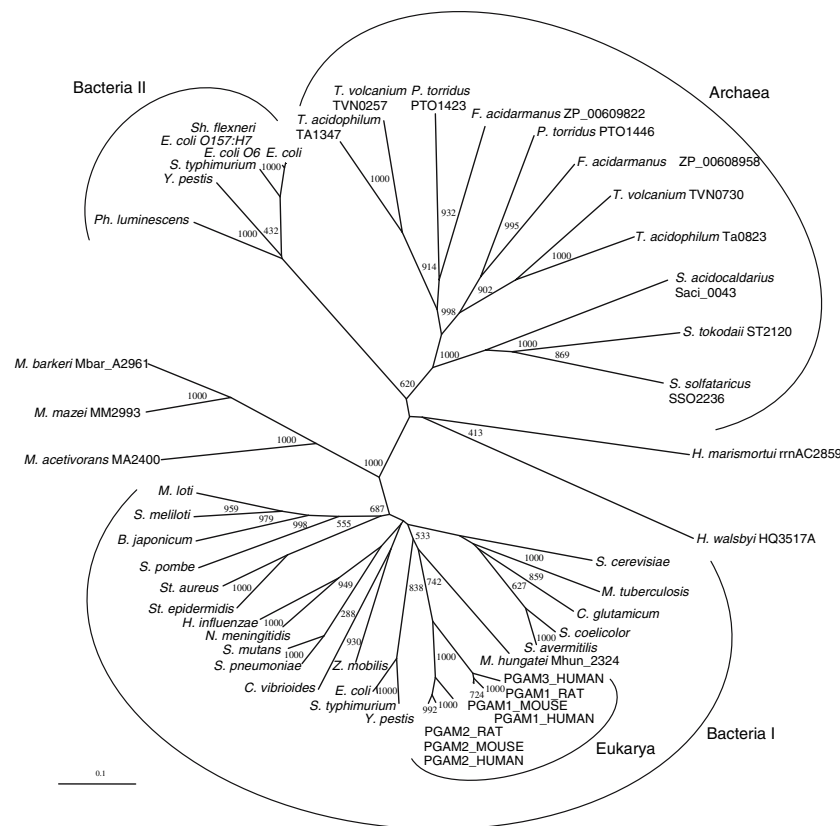 Bacteria II
Archaea
T. volcanium
TVN0257
P. torridus
PTO1423
T. acidophilum
TA1347
F. acidarmanus ZP_00609822
P. torridus PTO1446
F. acidarmanus ZP_00608958
T. volcanium TVN0730
T. acidophilum Ta0823
S. acidocaldarius
Saci_0043
S. tokodaii ST2120
S. solfataricus
SSO2236
Sh. flexneri
E. coli O157:H7
E. coli O6 E. coli
S. typhimurium
Y. pestis
Ph. luminescens
1000
1000
432
1000
932
995
914
998
902
1000
1000
1000
869
620
M. barkeri Mbar_A2961
M. mazei MM2993
M. acetivorans MA2400
1000
1000
1000
413
H. marismortui rrnAC2859
H. walsbyi HQ3517A
M. loti
S. meliloti
B. japonicum
S. pombe
St. aureus
St. epidermidis
H. influenzae
N. meningitidis
S. mutans
S. pneumoniae
C. vibrioides
Z. mobilis
E. coli
S. typhimurium
Y. pestis
959
979
998
555
687
1000
949
1000
288
1000
930
1000
838
533
742
1000
992
1000
724
1000
627
859
1000
1000
S. cerevisiae
M. tuberculosis
C. glutamicum
S. coelicolor
S. avermitilis
M. hungatei Mhun_2324
PGAM3_HUMAN
PGAM1_RAT
PGAM1_MOUSE
PGAM1_HUMAN
PGAM2_RAT
PGAM2_MOUSE
PGAM2_HUMAN
Eukarya
Bacteria I
0.1